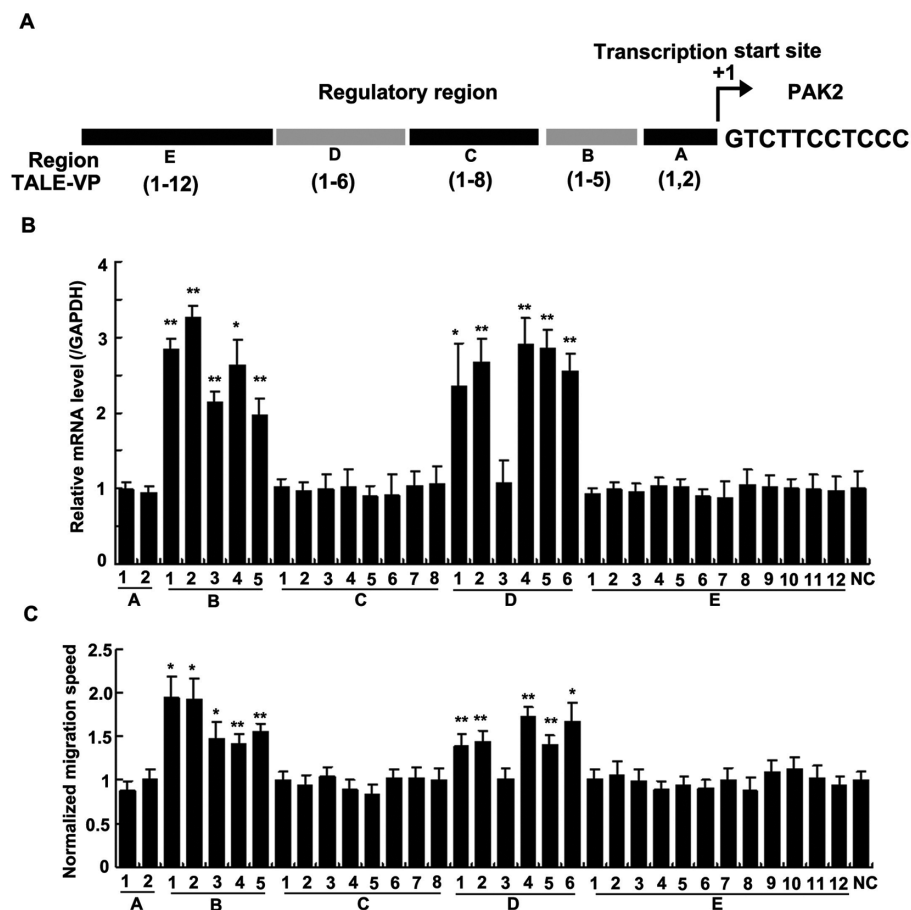 A
Transcription start site
+1
Regulatory region
PAK2
GTCTTCCTCCC
Region E D C B A
TALE-VP (1-12) (1-6) (1-8) (1-5) (1,2)
B
Relative mRNA level (/GAPDH)
4
3
2
1
0
** ** ** * ** * ** ** ** **
1 2 1 2 3 4 5 1 2 3 4 5 6 7 8 1 2 3 4 5 6 1 2 3 4 5 6 7 8 9 10 11 12 NC
A B C D E
C
Normalized migration speed
2.5
2.0
1.5
1
0.5
0
* * * ** ** ** ** ** ** *
1 2 1 2 3 4 5 1 2 3 4 5 6 7 8 1 2 3 4 5 6 1 2 3 4 5 6 7 8 9 10 11 12 NC
A B C D E